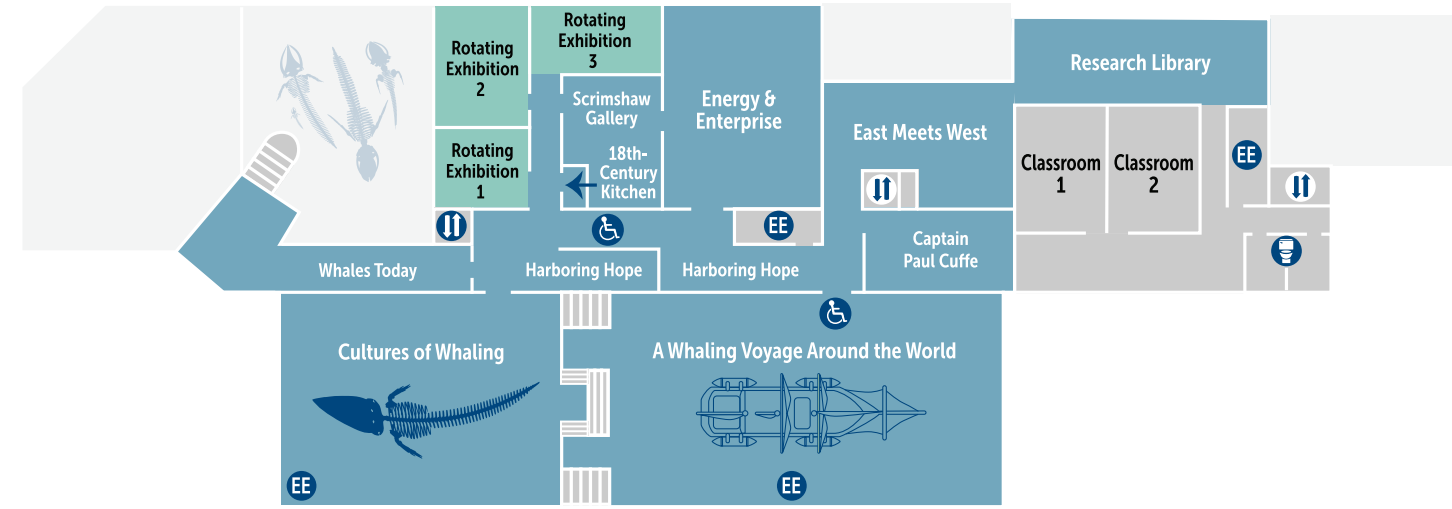 Rotating
Exhibition
3
Rotating
Exhibition
2
Research Library
Scrimshaw
Gallery
Energy &
Enterprise
East Meets West
Rotating
Exhibition
1
18th-
Century
Kitchen
Classroom
1
Classroom
2
EE
EE
Captain
Paul Cuffe
Whales Today
Harboring Hope
Harboring Hope
Cultures of Whaling
A Whaling Voyage Around the World
EE
EE